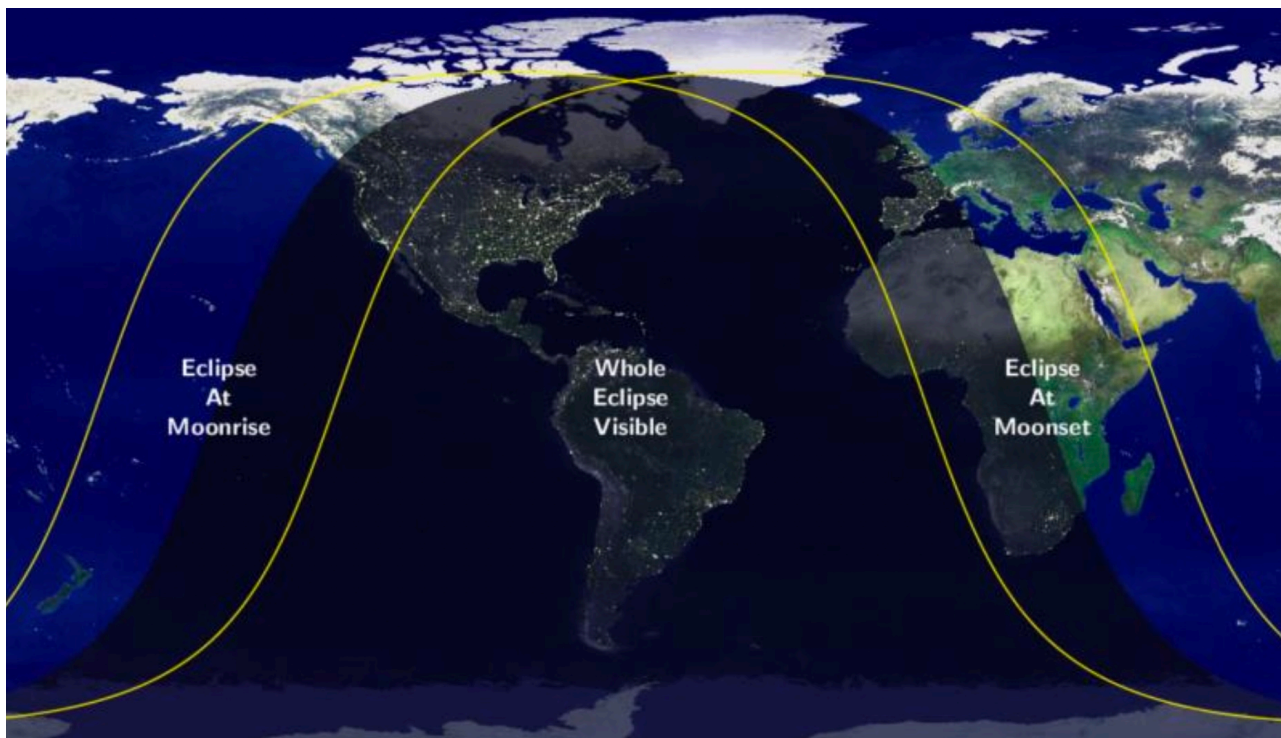 Eclipse
At
Moonrise
Whole
Eclipse
Visible
Eclipse
At
Moonset